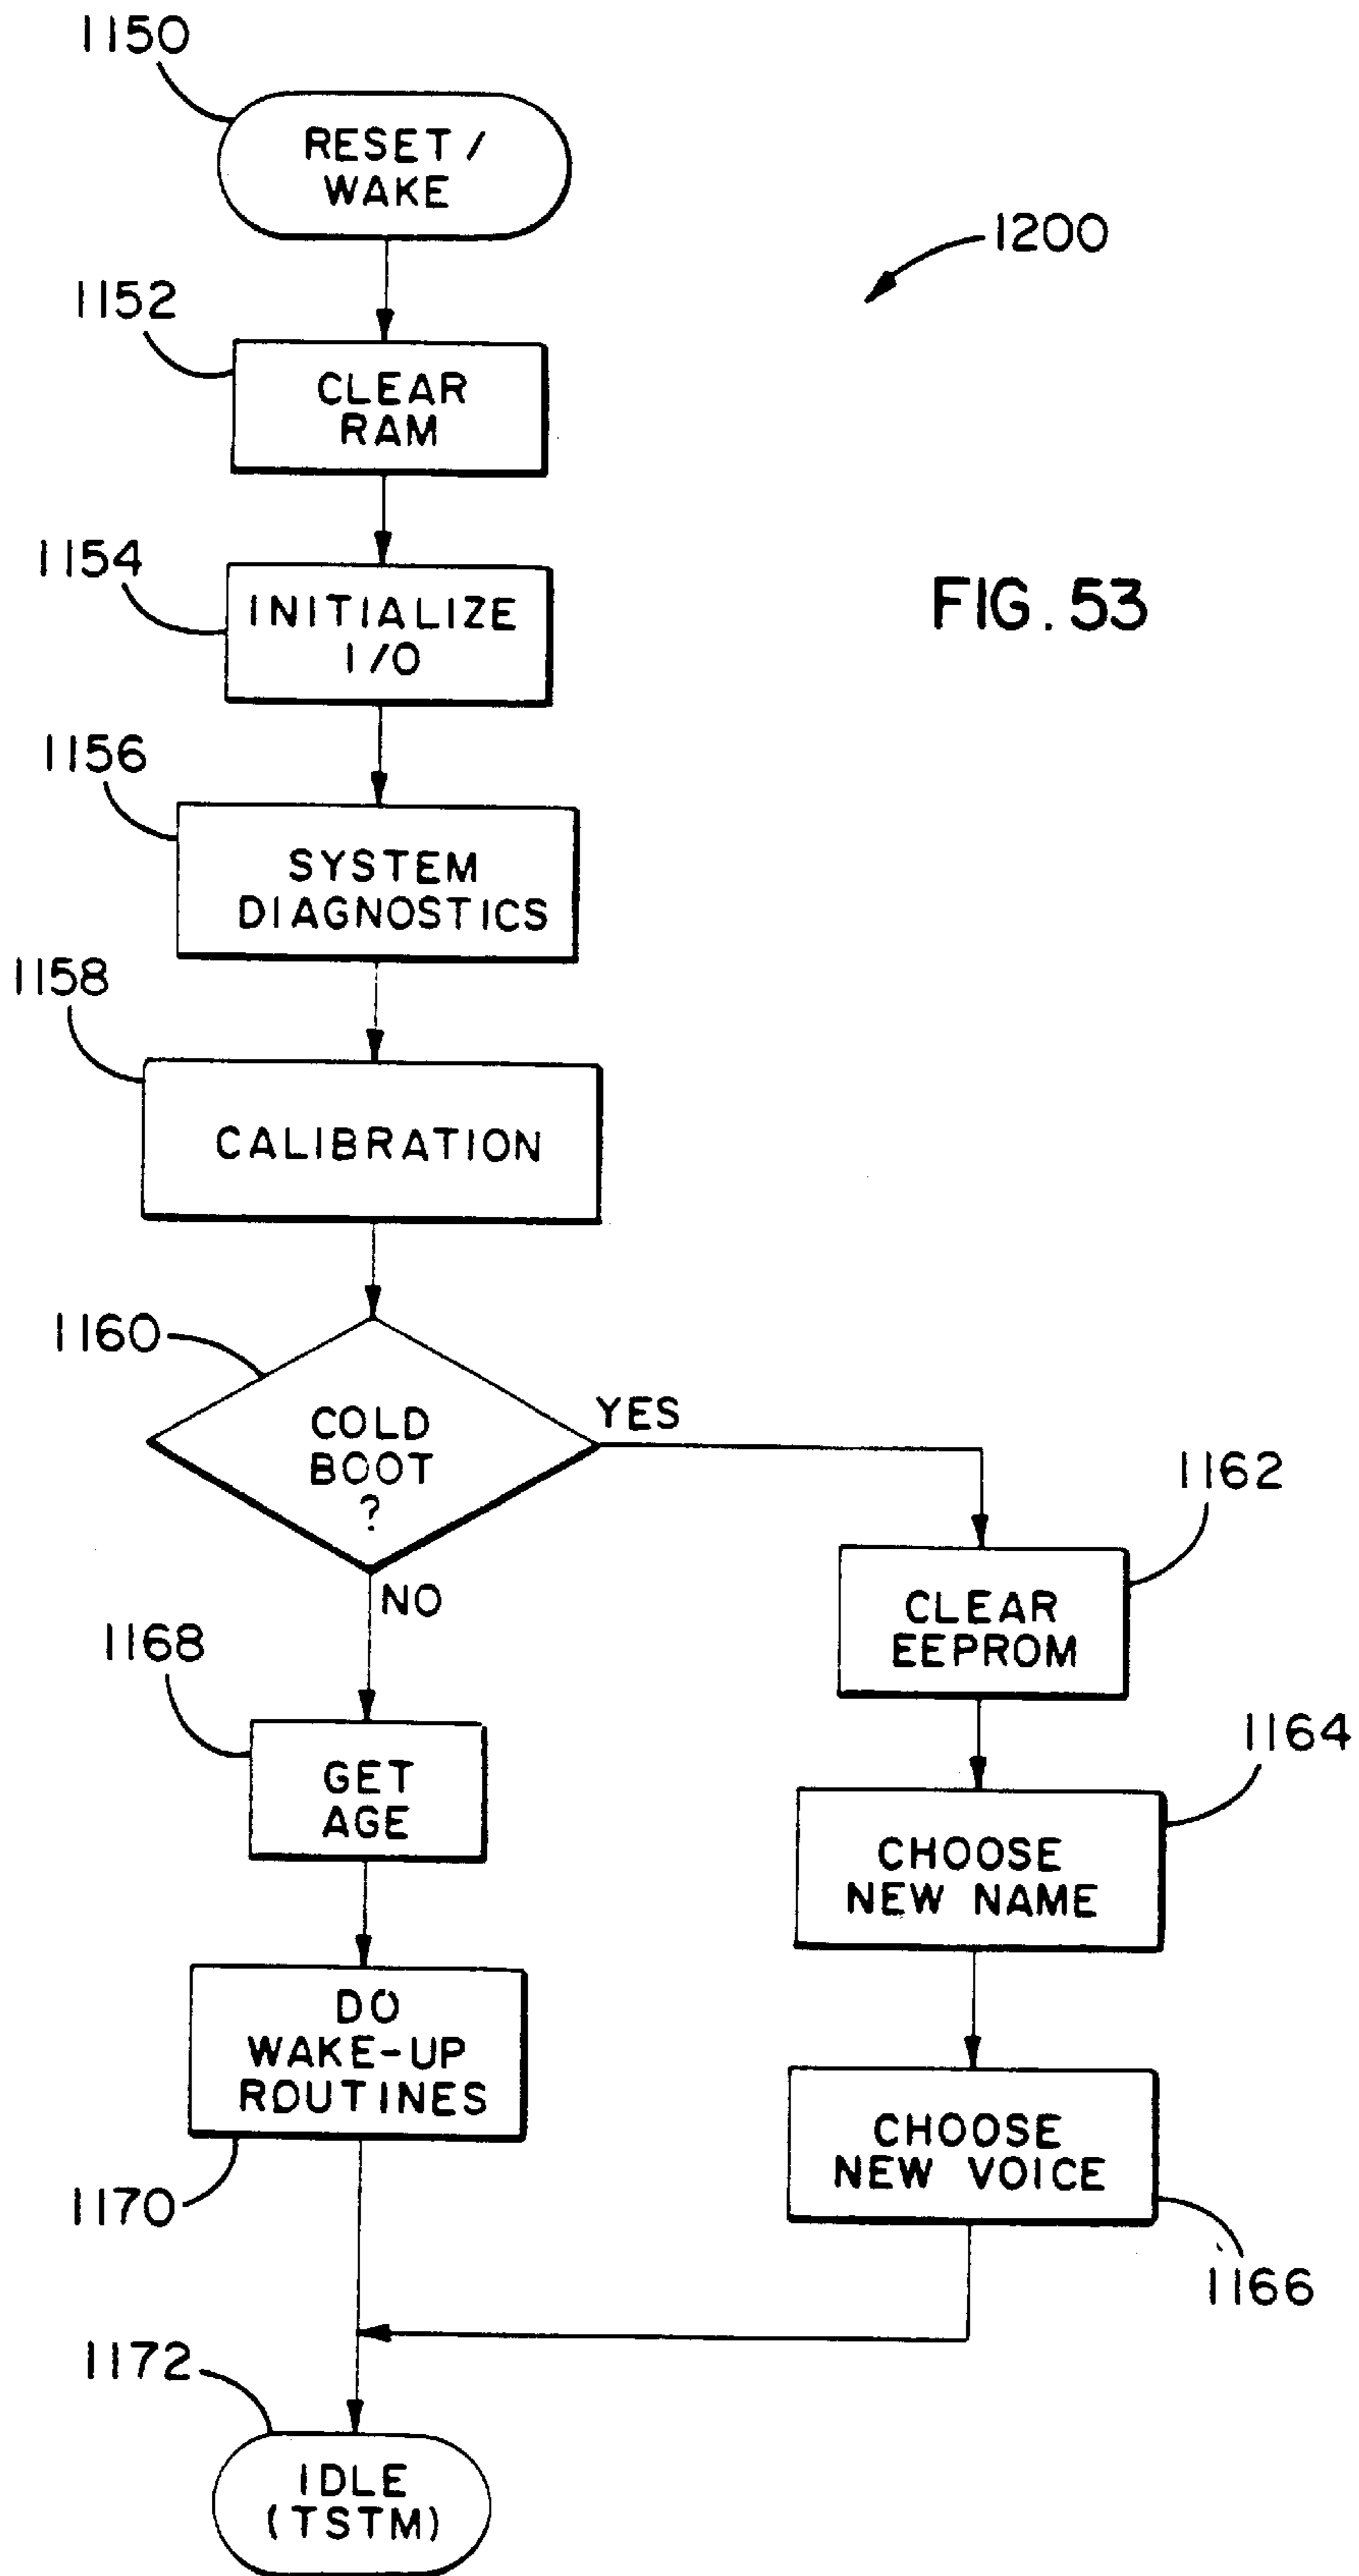 1150
RESET /
WAKE
1200
1152
CLEAR
RAM
1154
INITIALIZE
I/O
FIG. 53
1156
SYSTEM
DIAGNOSTICS
1158
CALIBRATION
1160
COLD
BOOT
?
YES
NO
1162
CLEAR
EEPROM
1168
GET
AGE
1164
CHOOSE
NEW NAME
DO
WAKE-UP
ROUTINES
1170
CHOOSE
NEW VOICE
1166
1172
IDLE
(TSTM)